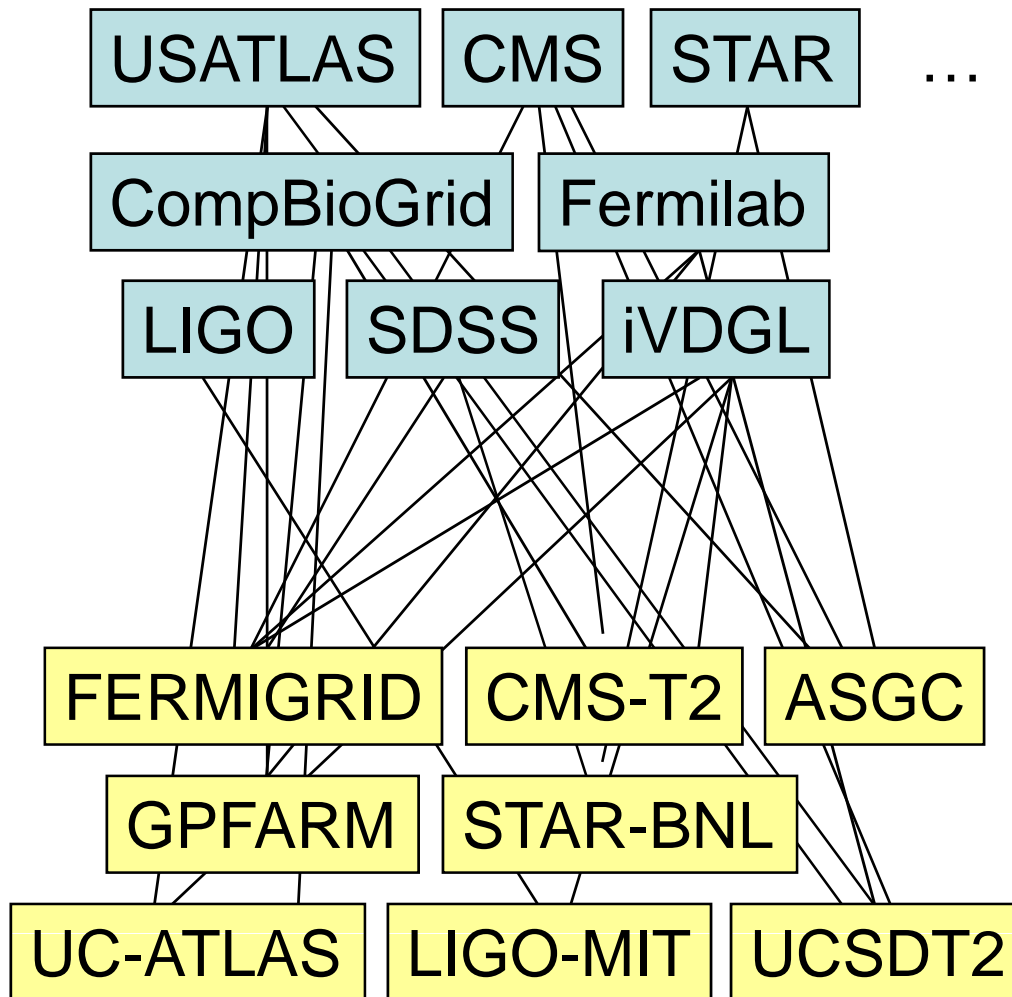 USATLAS CMS STAR …
CompBioGrid Fermilab
LIGO SDSS iVDGL
FERMIGRID CMS-T2 ASGC
GPFARM STAR-BNL
UC-ATLAS LIGO-MIT UCSDT2